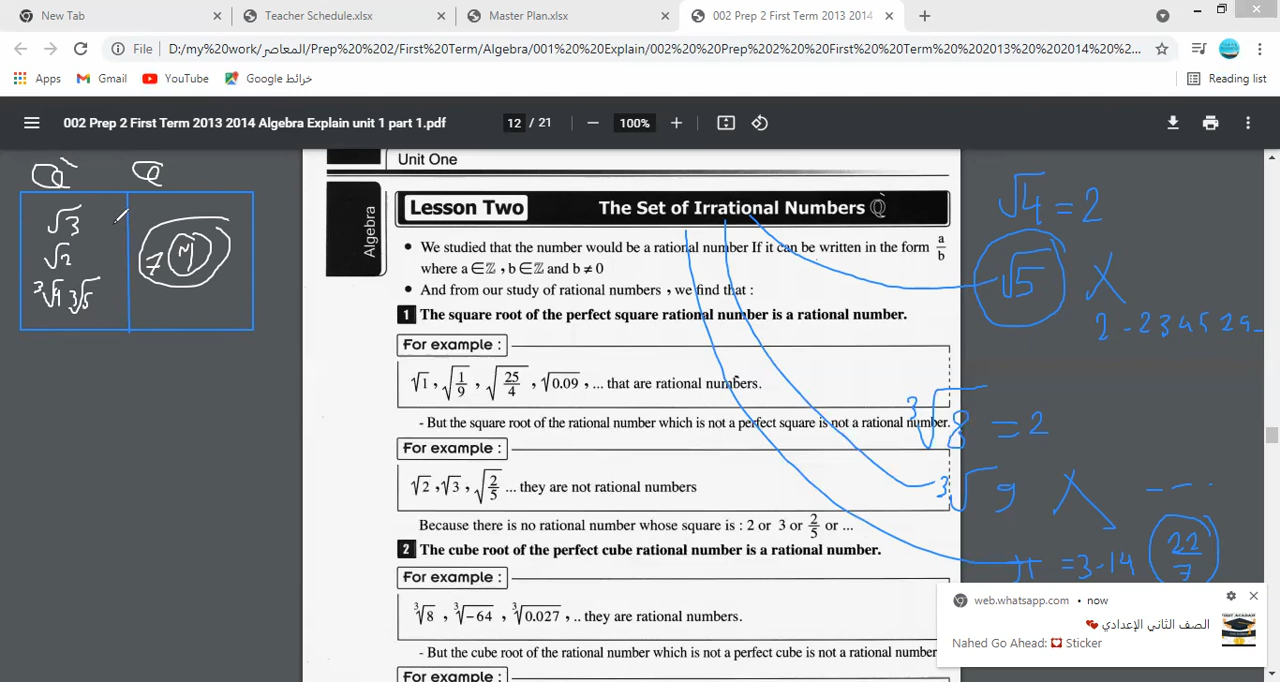 New Tab
Teacher Schedule.xlsx
Master Plan.xlsx
002 Prep 2 First Term 2013 2014
File
D:/my%20work/المعاصر/Prep%20%202/First%20Term/Algebra/001%20%20Explain/002%20%20Prep%202%20%20First%20%20Term%20%202013%20%202014%20%20%2...
Apps
Gmail
YouTube
خرائط Google
Reading list
002 Prep 2 First Term 2013 2014 Algebra Explain unit 1 part 1.pdf
12 / 21
100%
Unit One
Algebra
Lesson Two
The Set of Irrational Numbers Q̀
• We studied that the number would be a rational number If it can be written in the form a/b
where a ∈ ℤ , b ∈ ℤ and b ≠ 0
• And from our study of rational numbers , we find that :
1 The square root of the perfect square rational number is a rational number.
For example :
√1 , √(1/9) , √(25/4) , √0.09 , ... that are rational numbers.
- But the square root of the rational number which is not a perfect square is not a rational number.
For example :
√2 , √3 , √(2/5) ... they are not rational numbers
Because there is no rational number whose square is : 2 or 3 or 2/5 or ...
2 The cube root of the perfect cube rational number is a rational number.
For example :
∛8 , ∛-64 , ∛0.027 , .. they are rational numbers.
- But the cube root of the rational number which is not a perfect cube is not a rational number
For example :
Q̀ Q
√3
√2
∛4 ∛5
7
√4 = 2
√5 X
∛8 = 2
∛9 X ---.
= 3.14 22/7
web.whatsapp.com • now
الصف الثاني الإعدادي 💔
Nahed Go Ahead: Sticker